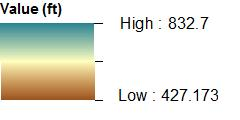 Value (ft)
High : 832.7
Low : 427.173